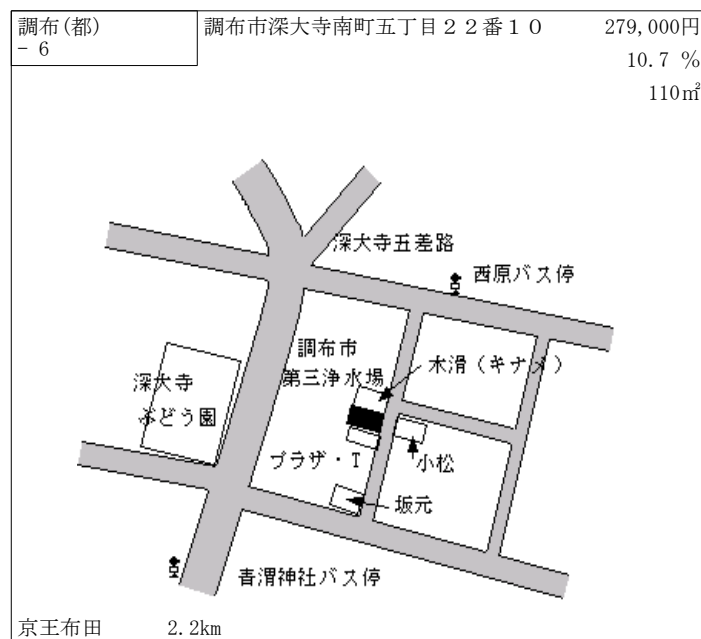 調布(都)
- 6
調布市深大寺南町五丁目２２番１０
279,000円
10.7 %
110㎡
深大寺五差路
西原バス停
調布市
第三浄水場
木滑（キナメ）
深大寺
ぶどう園
プラザ・T
小松
坂元
青渭神社バス停
京王布田 2.2km